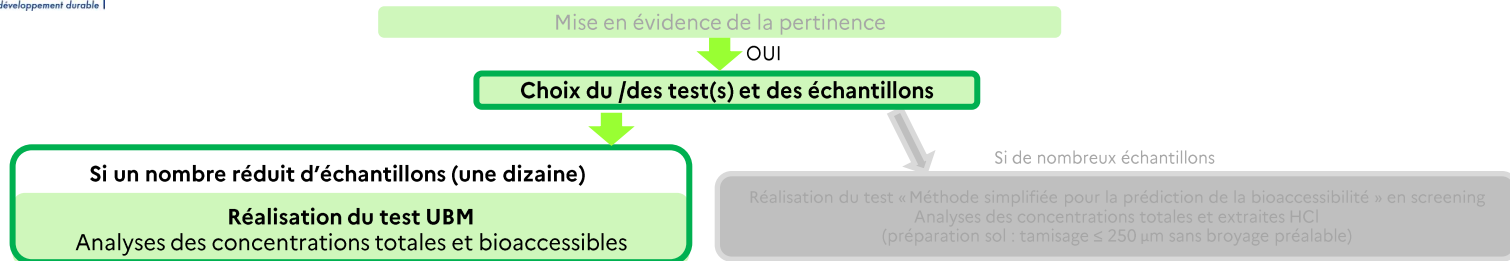 développement durable
Mise en évidence de la pertinence
OUI
Choix du /des test(s) et des échantillons
Si un nombre réduit d'échantillons (une dizaine)
Réalisation du test UBM
Analyses des concentrations totales et bioaccessibles
Si de nombreux échantillons
Réalisation du test « Méthode simplifiée pour la prédiction de la bioaccessibilité » en screening
Analyses des concentrations totales et extraites HCl
(préparation sol : tamisage ≤ 250 µm sans broyage préalable)